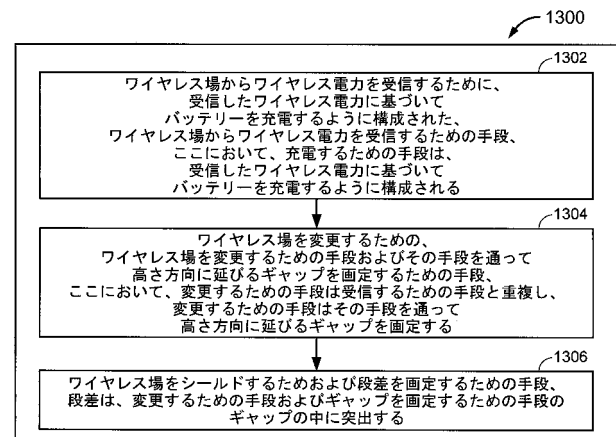 1300
1302
ワイヤレス場からワイヤレス電力を受信するために、
受信したワイヤレス電力に基づいて
バッテリーを充電するように構成された、
ワイヤレス場からワイヤレス電力を受信するための手段、
ここにおいて、充電するための手段は、
受信したワイヤレス電力に基づいて
バッテリーを充電するように構成される
1304
ワイヤレス場を変更するための、
ワイヤレス場を変更するための手段およびその手段を通って
高さ方向に延びるギャップを画定するための手段、
ここにおいて、変更するための手段は受信するための手段と重複し、
変更するための手段はその手段を通って
高さ方向に延びるギャップを画定する
1306
ワイヤレス場をシールドするためおよび段差を画定するための手段、
段差は、変更するための手段およびギャップを画定するための手段の
ギャップの中に突出する